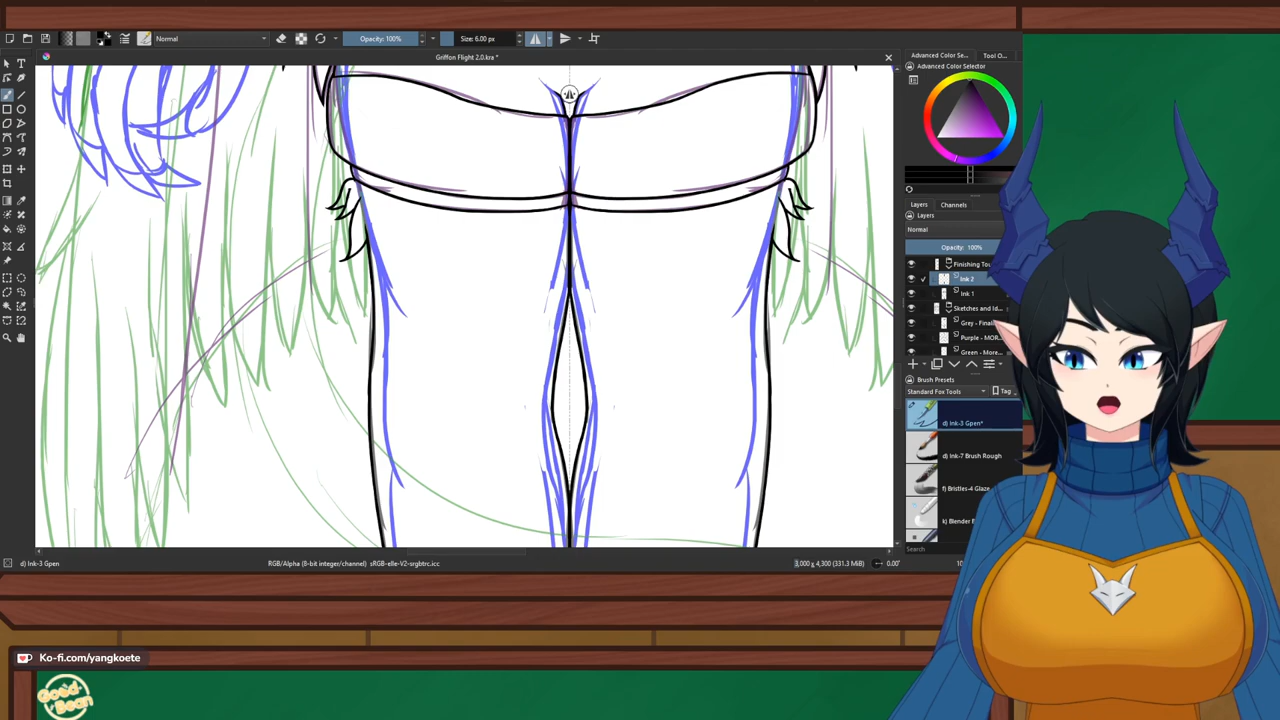 Normal
Opacity: 100%
Size: 6.00 px
Griffon Flight 2.0.kra *
Advanced Color Se...
Tool O...
Advanced Color Selector
Layers
Channels
Layers
Normal
Opacity: 100%
Finishing Tou
Ink 2
Ink 1
Sketches and Id
Grey - Finali
Purple - MOR
Green - More
Brush Presets
Standard Fox Tools
Tag
d) Ink-3 Gpen*
d) Ink-7 Brush Rough
f) Bristles-4 Glaze -
k) Blender B
Search
d) Ink-3 Gpen
RGB/Alpha (8-bit integer/channel) sRGB-elle-V2-srgbtrc.icc
3,000 x 4,300 (331.3 MiB)
0.00°
Ko-fi.com/yangkoete
Good
Bean